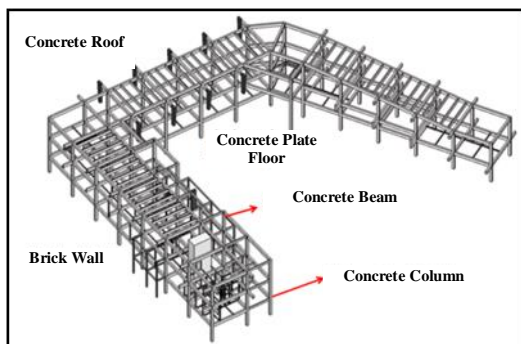 Concrete Roof
Concrete Plate
Floor
Concrete Beam
Brick Wall
Concrete Column